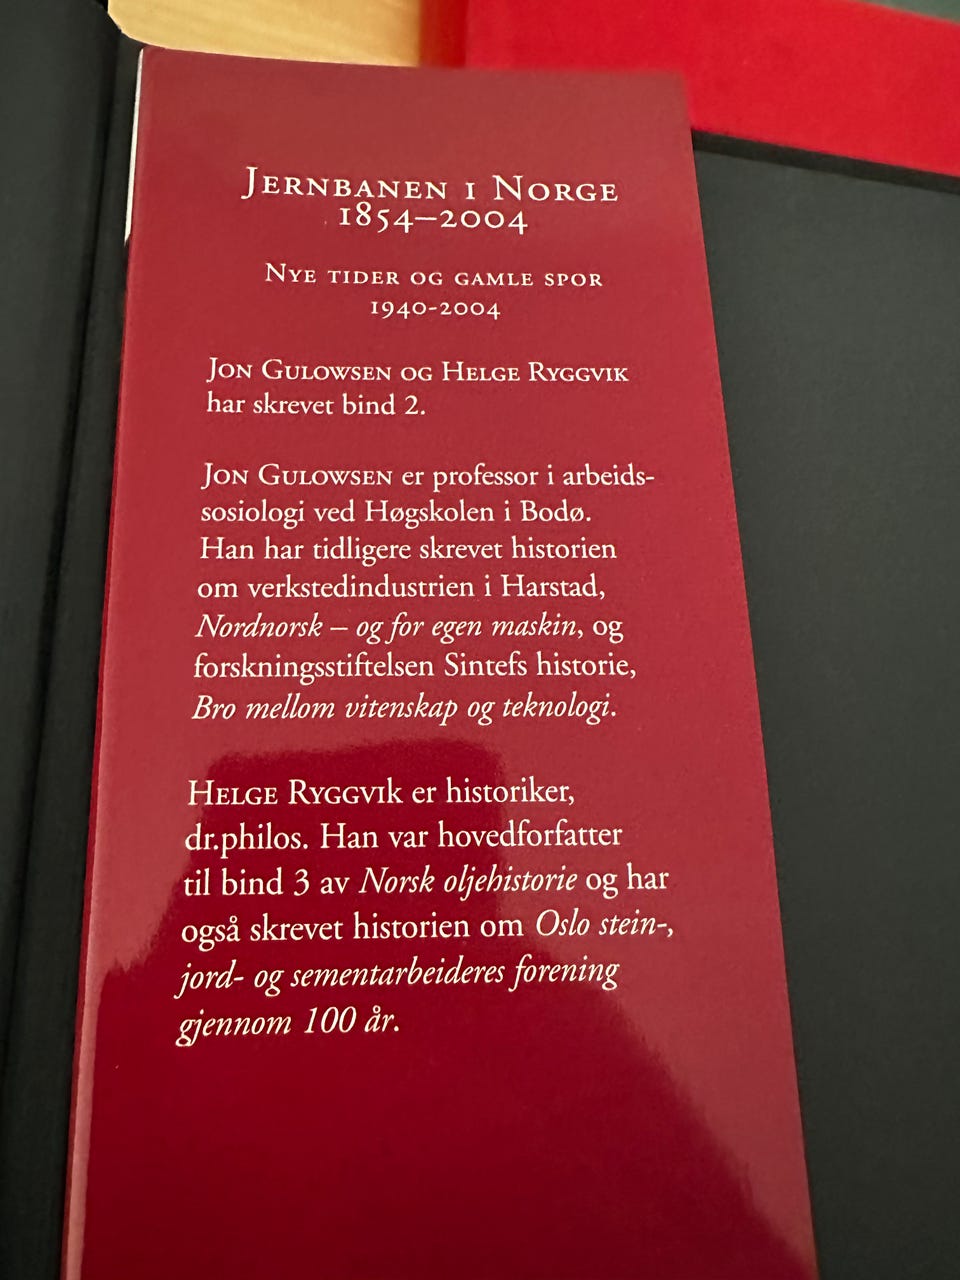 Jernbanen i Norge
1854–2004
Nye tider og gamle spor
1940-2004
Jon Gulowsen og Helge Ryggvik
har skrevet bind 2.
Jon Gulowsen er professor i arbeids-
sosiologi ved Høgskolen i Bodø.
Han har tidligere skrevet historien
om verkstedindustrien i Harstad,
Nordnorsk – og for egen maskin, og
forskningsstiftelsen Sintefs historie,
Bro mellom vitenskap og teknologi.
Helge Ryggvik er historiker,
dr.philos. Han var hovedforfatter
til bind 3 av Norsk oljehistorie og har
også skrevet historien om Oslo stein-,
jord- og sementarbeideres forening
gjennom 100 år.